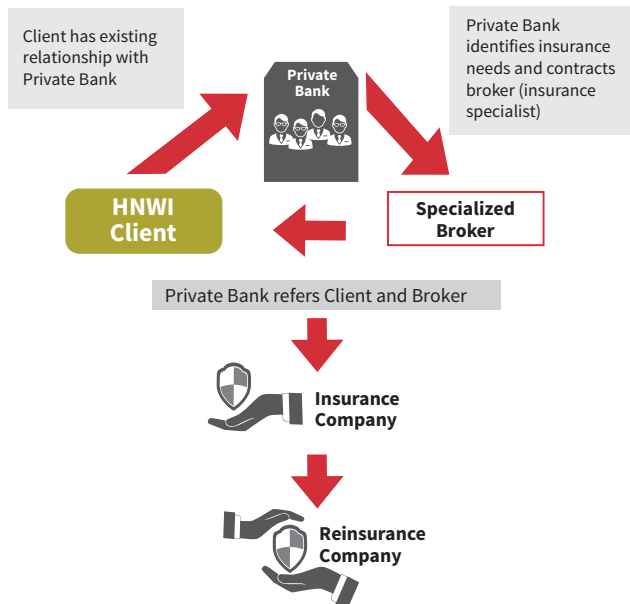 Client has existing
relationship with
Private Bank
Private
Bank
Private Bank
identifies insurance
needs and contracts
broker (insurance
specialist)
HNWI
Client
Specialized
Broker
Private Bank refers Client and Broker
Insurance
Company
Reinsurance
Company